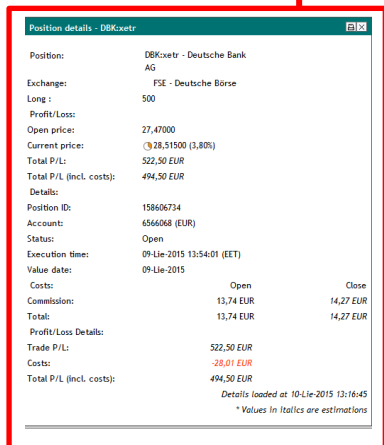 Position details - DBK:xetr
Position: DBK:xetr - Deutsche Bank
AG
Exchange: FSE - Deutsche Börse
Long : 500
Profit/Loss:
Open price: 27,47000
Current price: 28,51500 (3,80%)
Total P/L: 522,50 EUR
Total P/L (incl. costs): 494,50 EUR
Details:
Position ID: 158606734
Account: 6566068 (EUR)
Status: Open
Execution time: 09-Lie-2015 13:54:01 (EET)
Value date: 09-Lie-2015
Costs: Open Close
Commission: 13,74 EUR 14,27 EUR
Total: 13,74 EUR 14,27 EUR
Profit/Loss Details:
Trade P/L: 522,50 EUR
Costs: -28,01 EUR
Total P/L (incl. costs): 494,50 EUR
Details loaded at 10-Lie-2015 13:16:45
* Values in italics are estimations